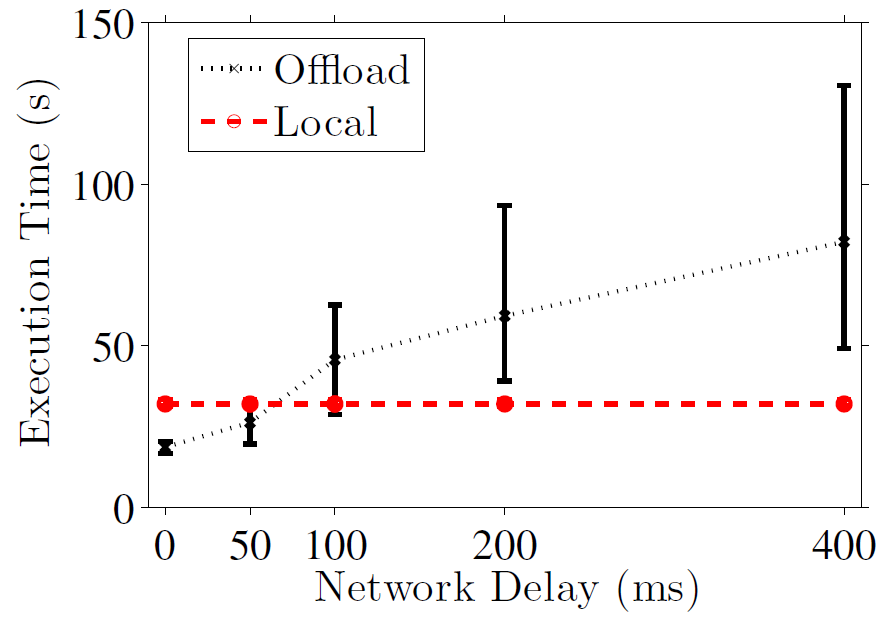 150
100
50
0
Execution Time (s)
Offload
Local
0 50 100 200 400
Network Delay (ms)